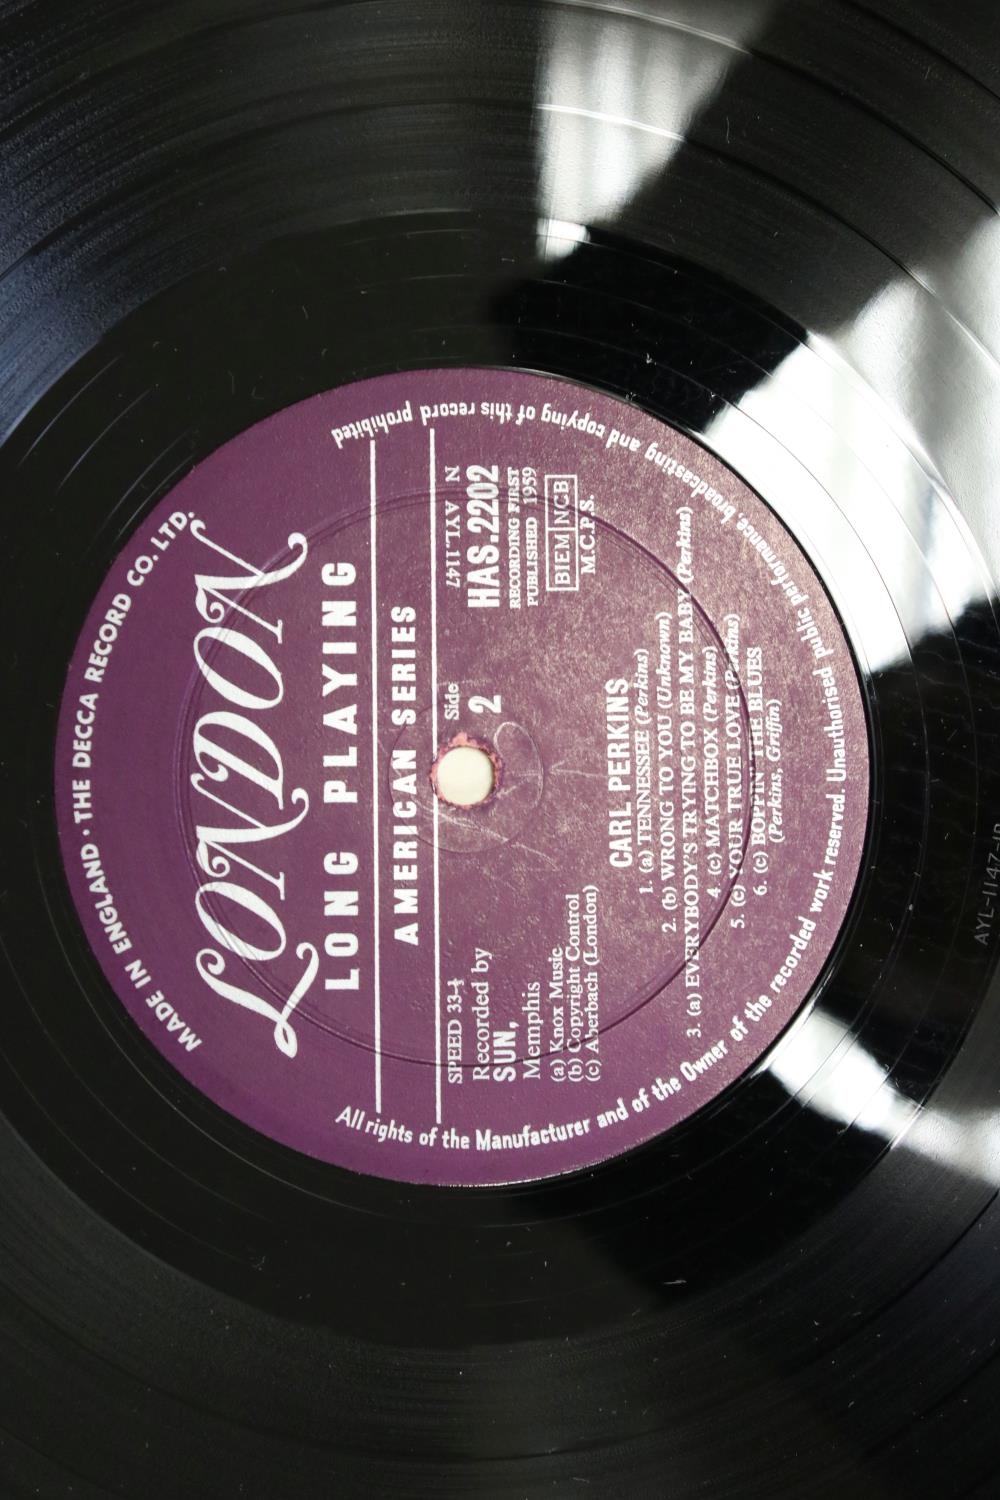 MADE IN ENGLAND · THE DECCA RECORD CO. LTD.
LONDON
LONG PLAYING
AMERICAN SERIES
SPEED 33-⅓
Side
AYL.1147 N
Recorded by
SUN,
Memphis
2
HAS.2202
RECORDING FIRST
PUBLISHED 1959
(a) Knox Music
(b) Copyright Control
(c) Aberbach (London)
BIEM NCB
M.C.P.S.
CARL PERKINS
1. (a) TENNESSEE (Perkins)
2. (b) WRONG TO YOU (Unknown)
3. (a) EVERYBODY'S TRYING TO BE MY BABY (Perkins)
4. (c) MATCHBOX (Perkins)
5. (c) YOUR TRUE LOVE (Perkins)
6. (c) BOPPIN' THE BLUES
(Perkins, Griffin)
All rights of the Manufacturer and of the Owner of the recorded work reserved. Unauthorised public performance, broadcasting and copying of this record prohibited